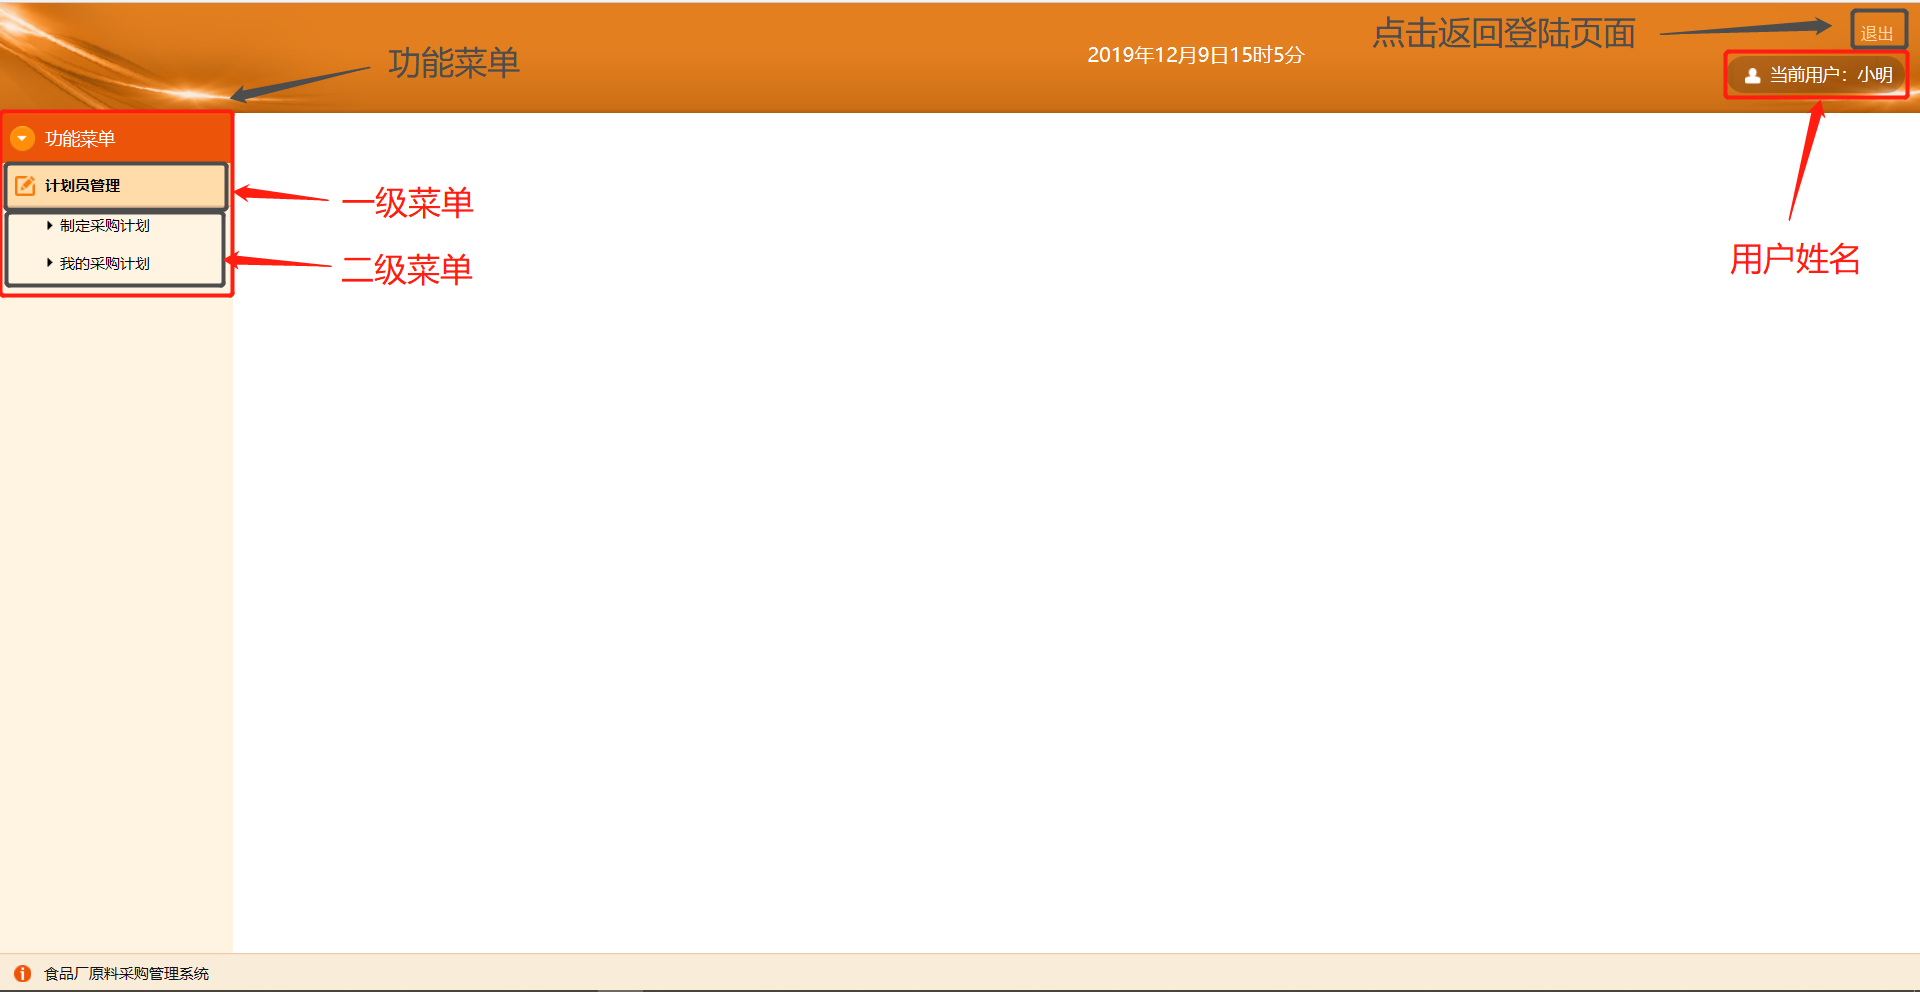 点击返回登陆页面
退出
功能菜单
2019年12月9日15时5分
当前用户：小明
功能菜单
计划员管理
一级菜单
制定采购计划
用户姓名
我的采购计划
二级菜单
食品厂原料采购管理系统